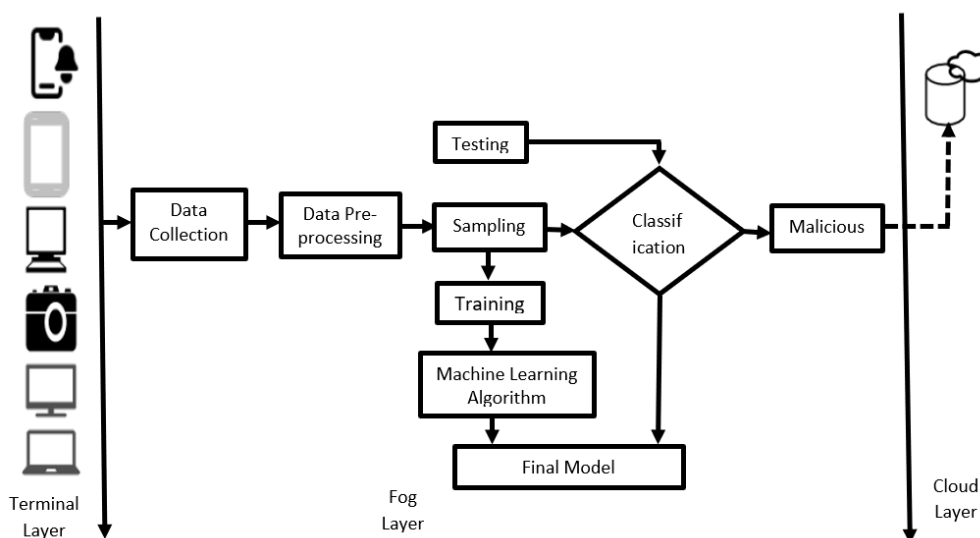 Testing
Data
Collection
Data Pre-
processing
Sampling
Classif
ication
Malicious
Training
Machine Learning
Algorithm
Final Model
Terminal
Layer
Fog
Layer
Cloud
Layer